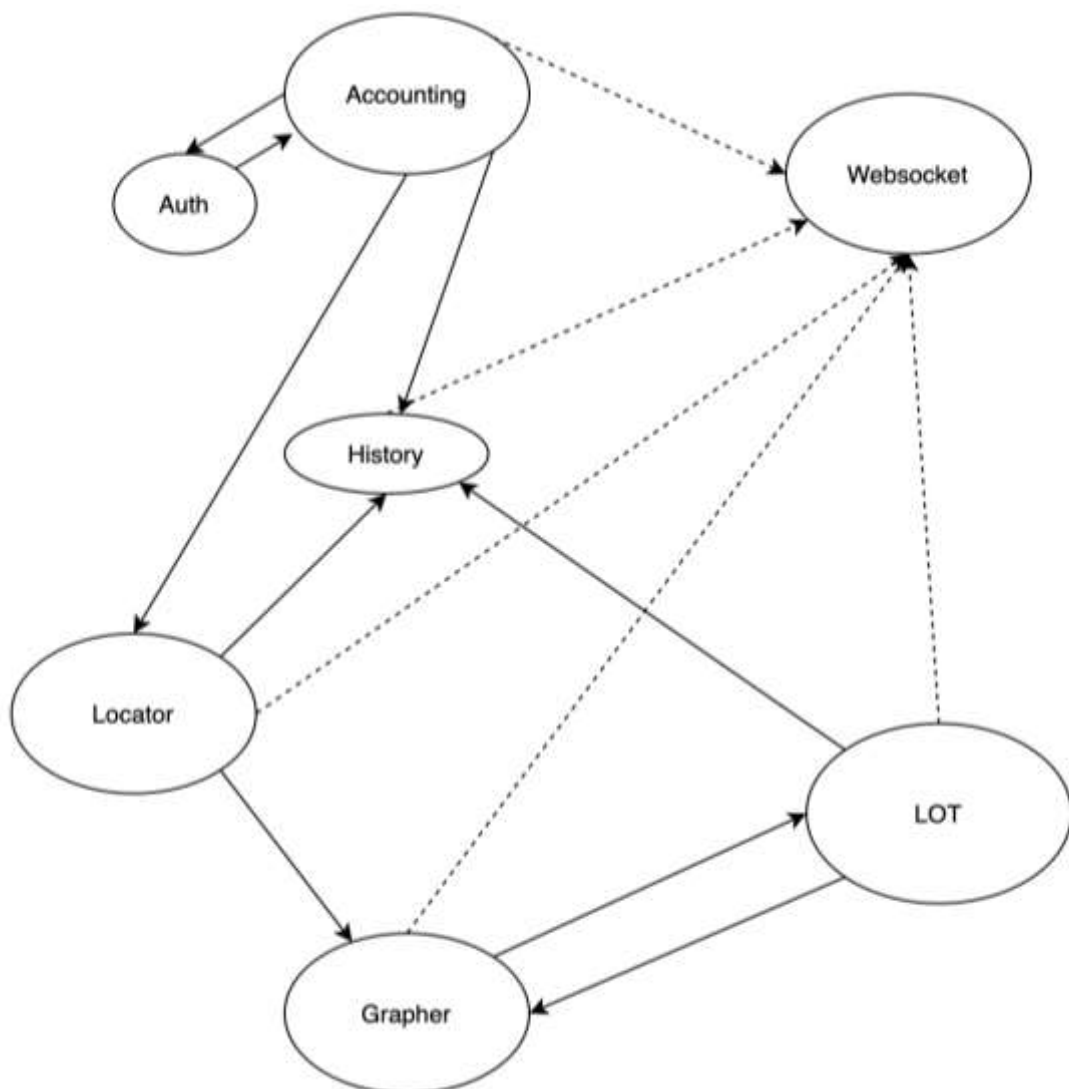 Accounting
Websocket
Auth
History
Locator
LOT
Grapher